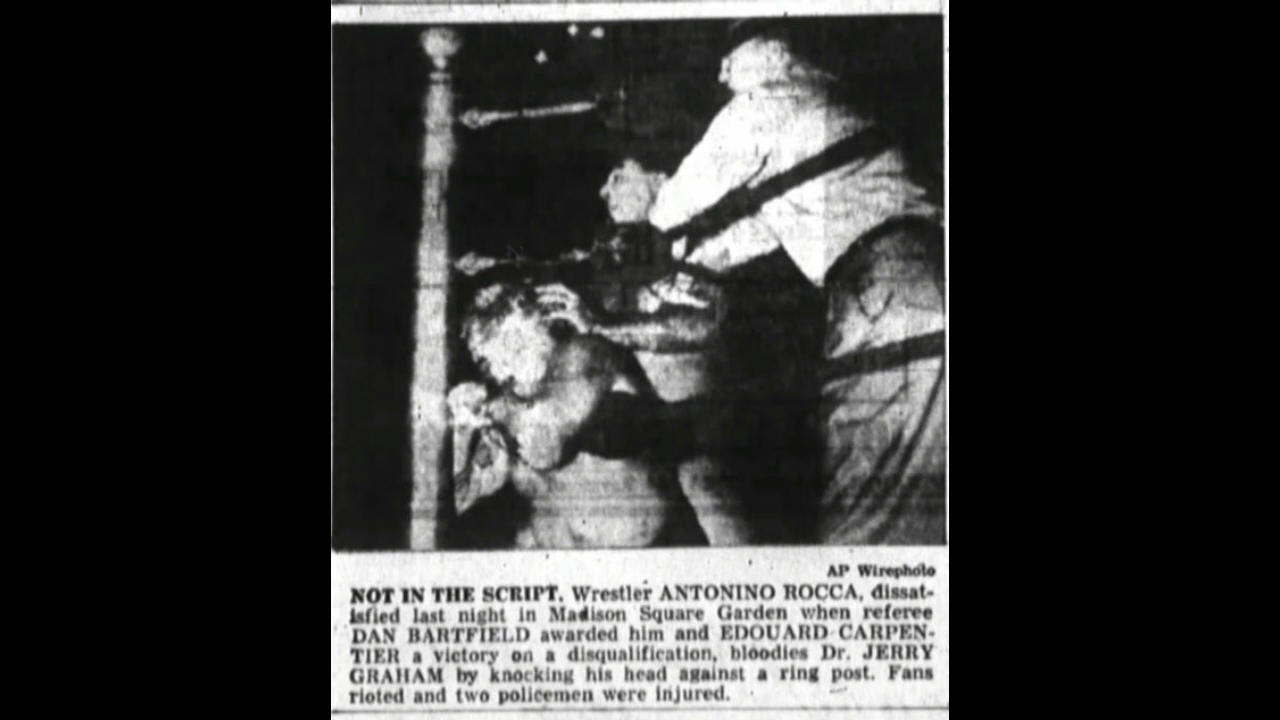 AP Wirephoto
NOT IN THE SCRIPT. Wrestler ANTONINO ROCCA, dissat-
isfied last night in Madison Square Garden when referee
DAN BARTFIELD awarded him and EDOUARD CARPEN-
TIER a victory on a disqualification, bloodies Dr. JERRY
GRAHAM by knocking his head against a ring post. Fans
rioted and two policemen were injured.